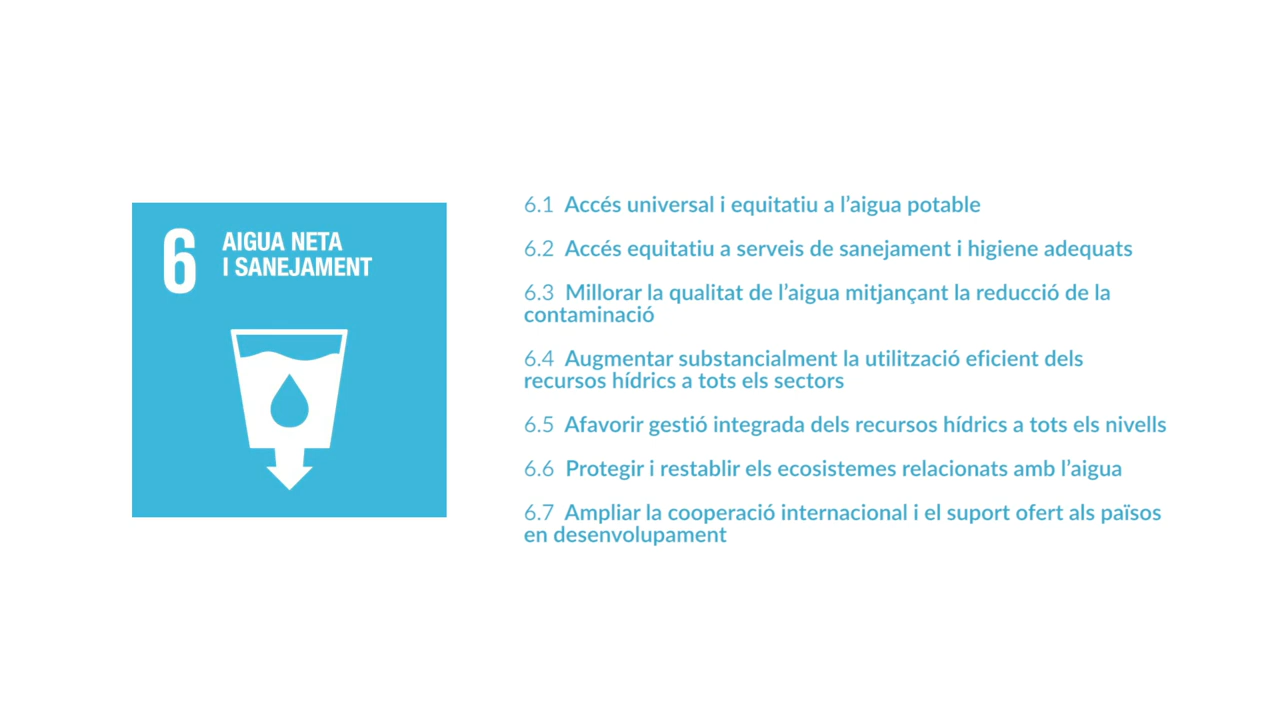 6
AIGUA NETA
I SANEJAMENT
6.1 Accés universal i equitatiu a l’aigua potable
6.2 Accés equitatiu a serveis de sanejament i higiene adequats
6.3 Millorar la qualitat de l’aigua mitjançant la reducció de la
contaminació
6.4 Augmentar substancialment la utilització eficient dels
recursos hídrics a tots els sectors
6.5 Afavorir gestió integrada dels recursos hídrics a tots els nivells
6.6 Protegir i restablir els ecosistemes relacionats amb l’aigua
6.7 Ampliar la cooperació internacional i el suport ofert als països
en desenvolupament